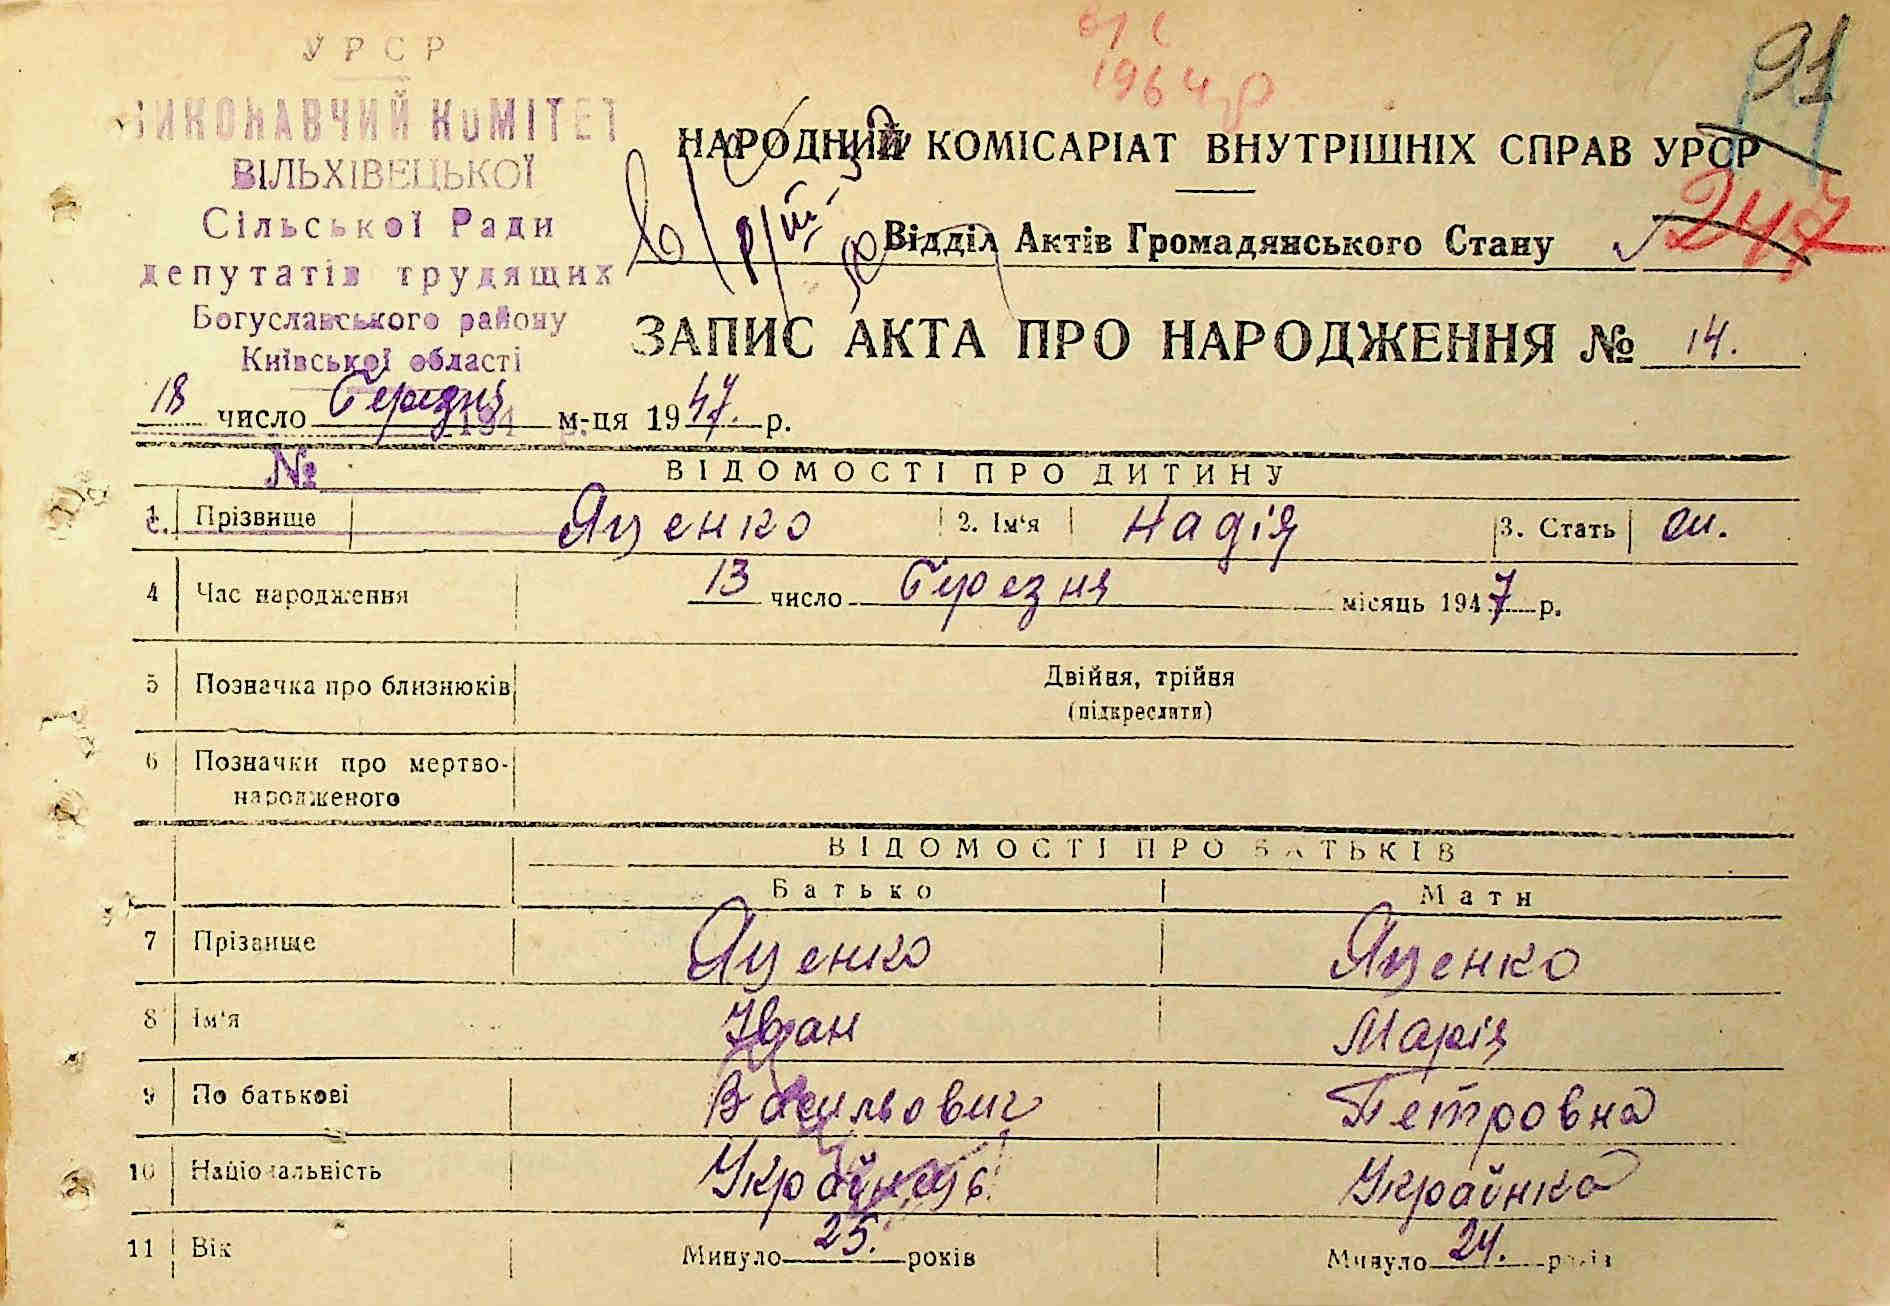 УРСР
ВИКОНАВЧИЙ КОМІТЕТ
ВІЛЬХІВЕЦЬКОЇ
Сільської Ради
депутатів трудящих
Богуславського району
Київської області
194 р.
№
1964 р
91
247
НАРОДНИЙ КОМІСАРІАТ ВНУТРІШНІХ СПРАВ УРСР
Відділ Актів Громадянського Стану
ЗАПИС АКТА ПРО НАРОДЖЕННЯ № 14.
18 число Березня м-ця 1947. р.
ВІДОМОСТІ ПРО ДИТИНУ
1. Прізвище Яценко 2. Ім'я Надія 3. Стать ж.
4 Час народження 13 число Березня місяць 1947 р.
5 Позначка про близнюків Двійня, трійня
(підкреслити)
6 Позначки про мертво-
народженого
ВІДОМОСТІ ПРО БАТЬКІВ
Батько Мати
7 Прізвище Яценко Яценко
8 Ім'я Іван Марія
9 По батькові Васильович Петровна
10 Національність Українець Українка
11 Вік Минуло 25. років Минуло 24. років